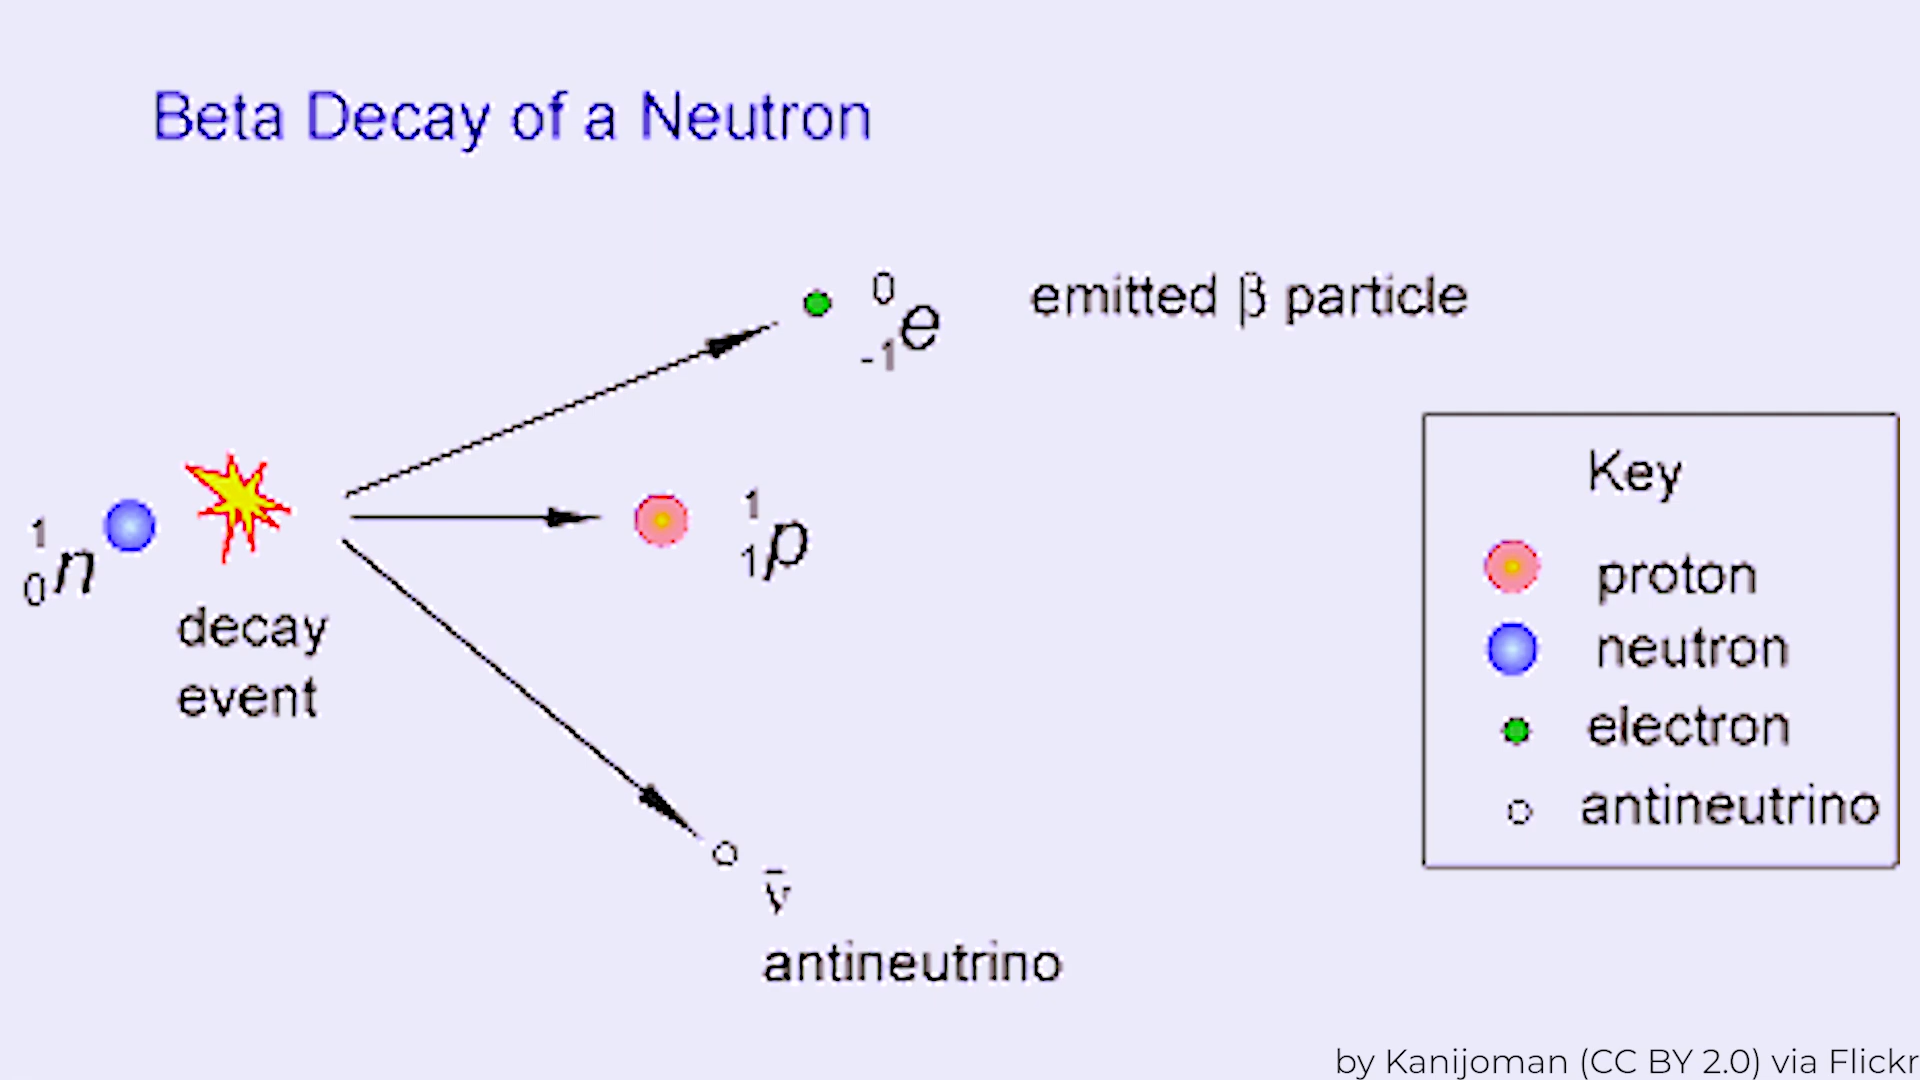 Beta Decay of a Neutron
0
-1 e
emitted β particle
1
0 n
decay
event
1
1 p
ν̄
antineutrino
Key
proton
neutron
electron
antineutrino
by Kanijoman (CC BY 2.0) via Flickr